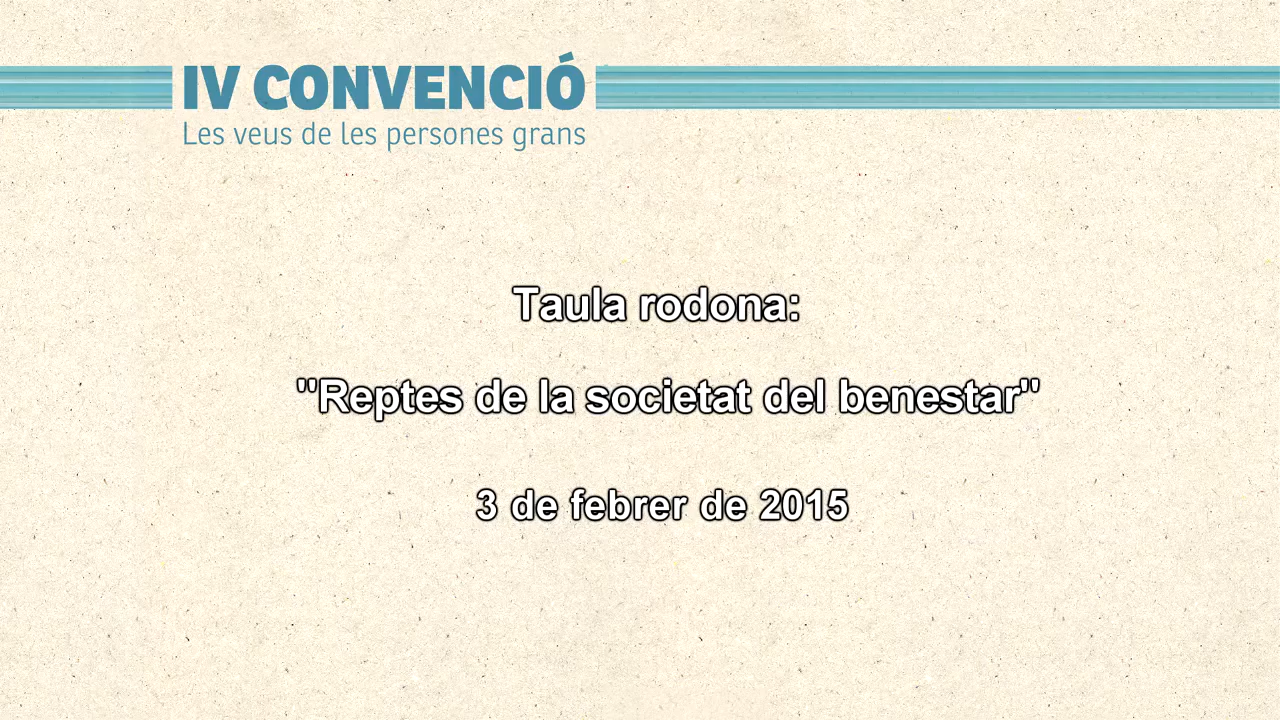 IV CONVENCIÓ
Les veus de les persones grans
Taula rodona:
"Reptes de la societat del benestar"
3 de febrer de 2015